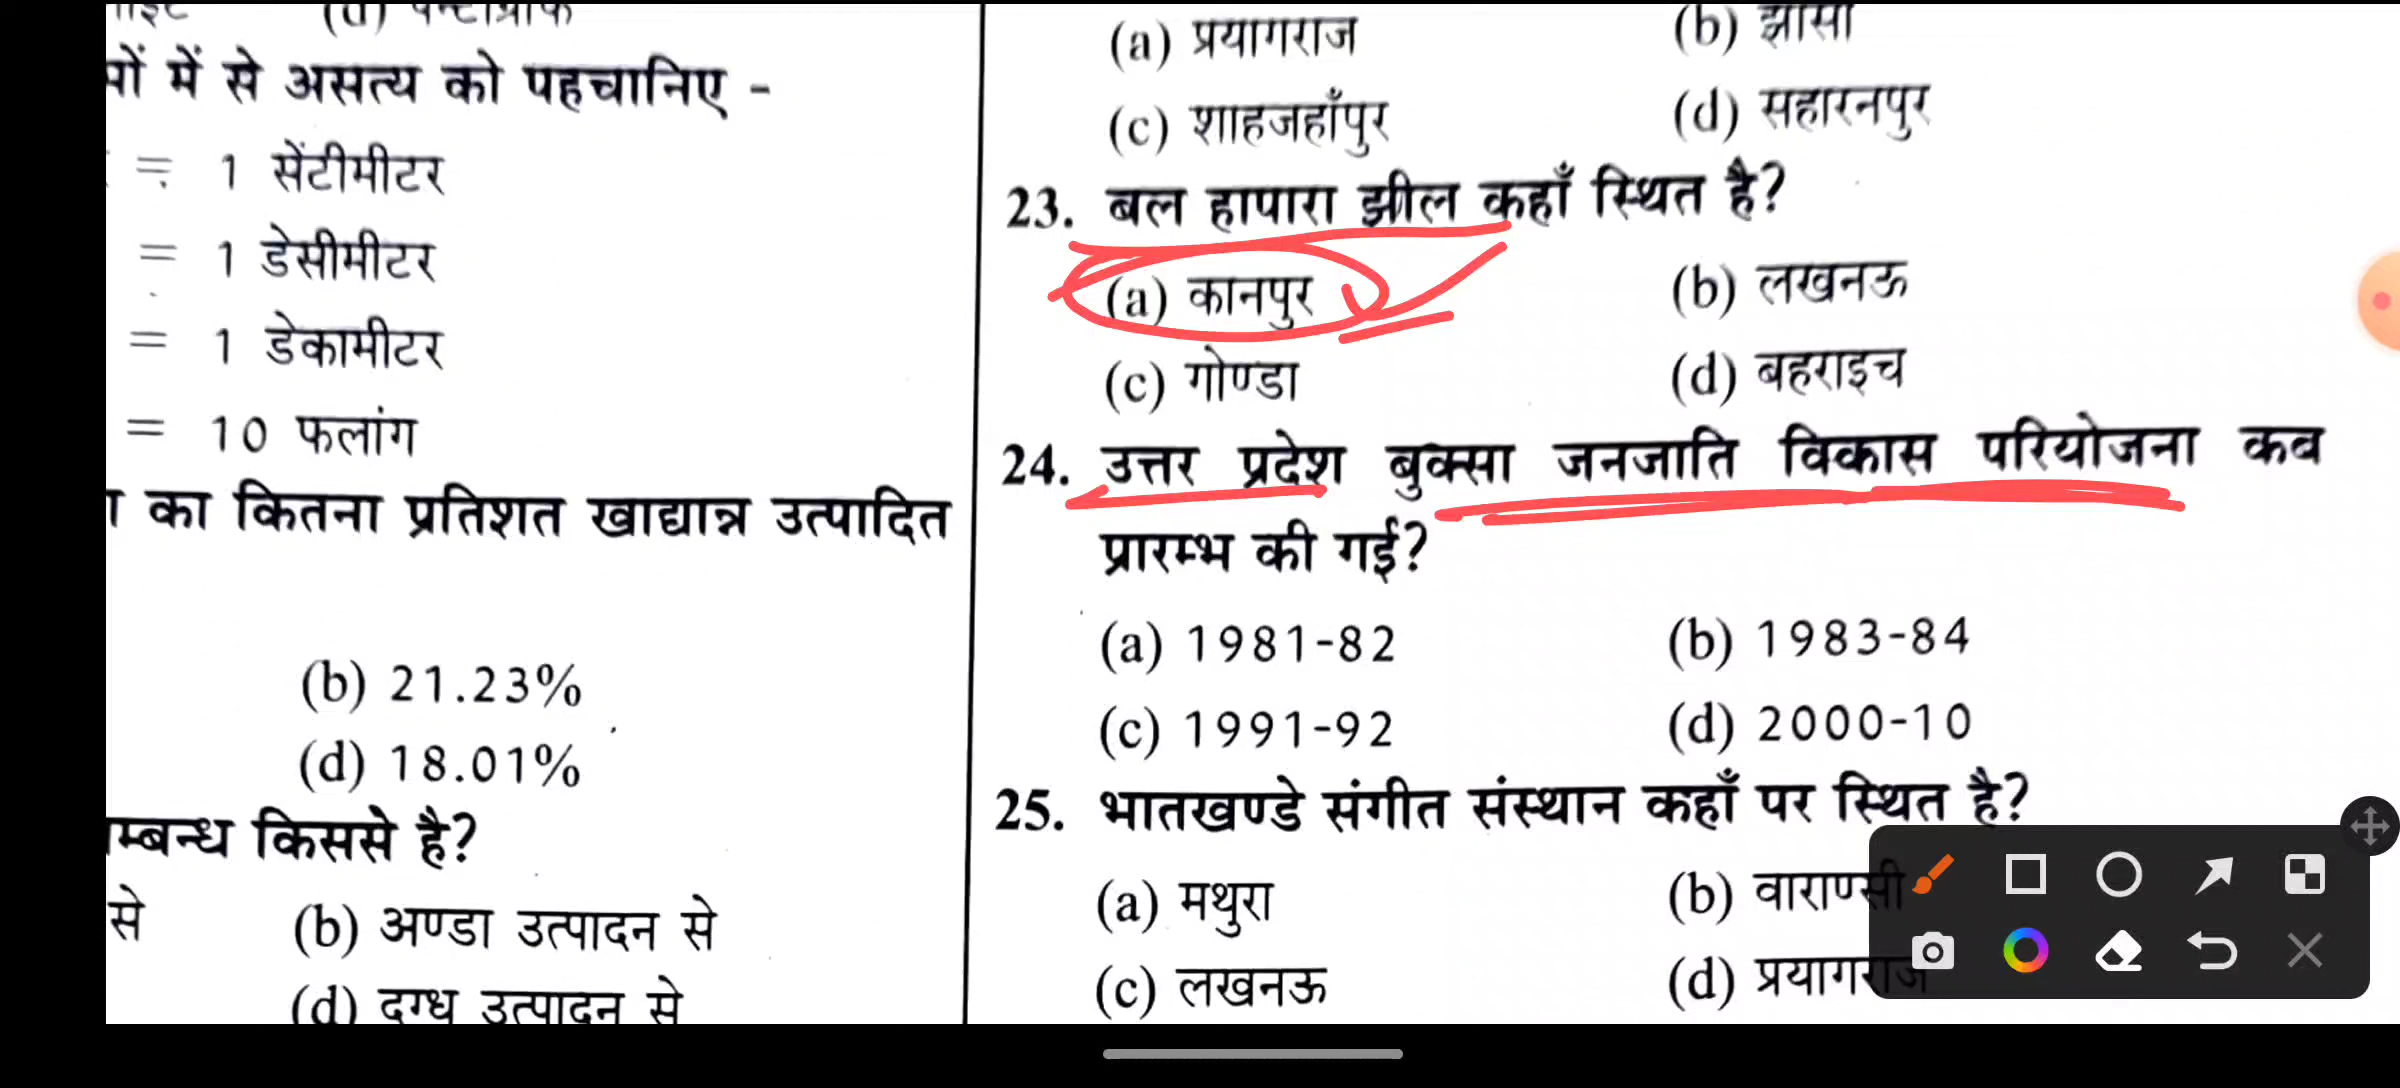 यों में से असत्य को पहचानिए -
= 1 सेंटीमीटर
= 1 डेसीमीटर
= 1 डेकामीटर
= 10 फलांग
का कितना प्रतिशत खाद्यान्न उत्पादित
(b) 21.23%
(d) 18.01%
म्बन्ध किससे है?
से (b) अण्डा उत्पादन से
(d) दुग्ध उत्पादन से
(a) प्रयागराज (b) झाँसी
(c) शाहजहाँपुर (d) सहारनपुर
23. बल हापारा झील कहाँ स्थित है?
(a) कानपुर (b) लखनऊ
(c) गोण्डा (d) बहराइच
24. उत्तर प्रदेश बुक्सा जनजाति विकास परियोजना कब
प्रारम्भ की गई?
(a) 1981-82 (b) 1983-84
(c) 1991-92 (d) 2000-10
25. भातखण्डे संगीत संस्थान कहाँ पर स्थित है?
(a) मथुरा (b) वाराणसी
(c) लखनऊ (d) प्रयागराज